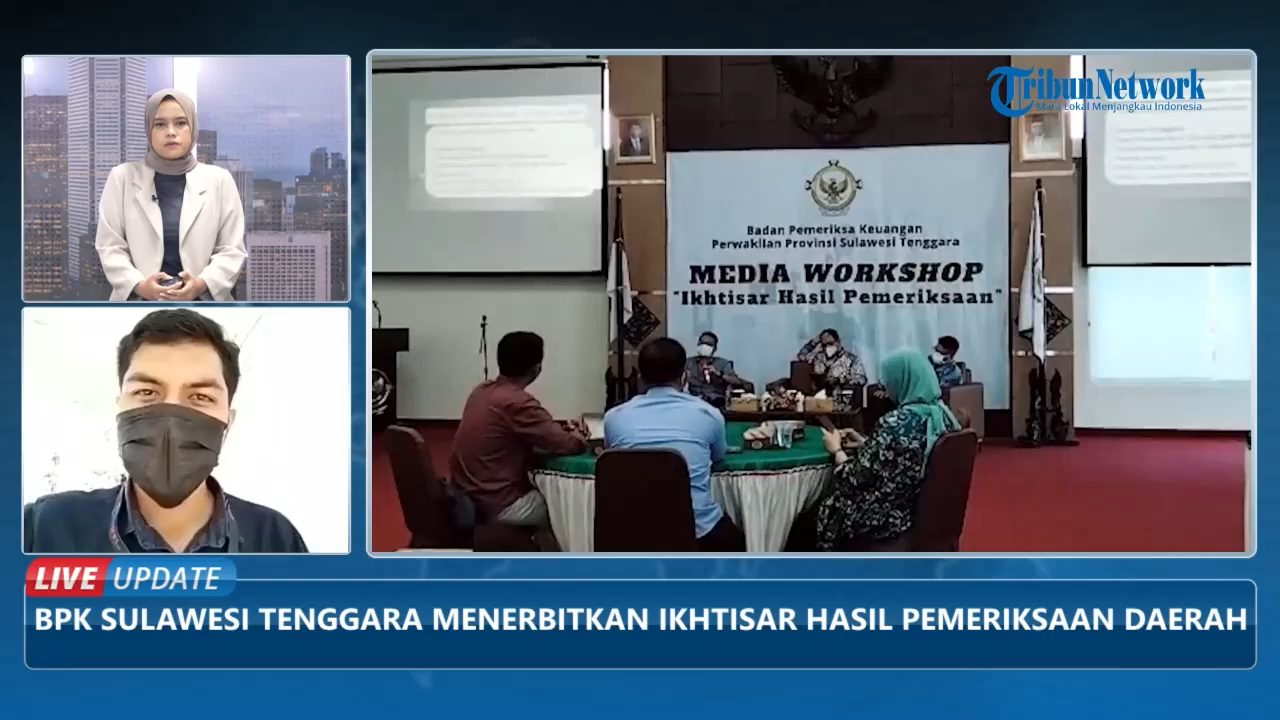 TribunNetwork
Mata Lokal Menjangkau Indonesia
Badan Pemeriksa Keuangan
Perwakilan Provinsi Sulawesi Tenggara
MEDIA WORKSHOP
"Ikhtisar Hasil Pemeriksaan"
LIVE UPDATE
BPK SULAWESI TENGGARA MENERBITKAN IKHTISAR HASIL PEMERIKSAAN DAERAH